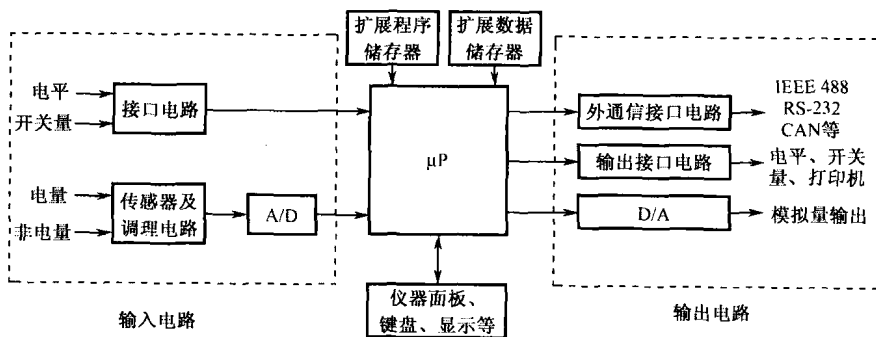 扩展程序
储存器
扩展数据
储存器
电平
开关量
接口电路
电量
非电量
传感器及
调理电路
A/D
μP
外通信接口电路
IEEE 488
RS-232
CAN等
输出接口电路
电平、开关
量、打印机
D/A
模拟量输出
仪器面板、
键盘、显示等
输入电路
输出电路